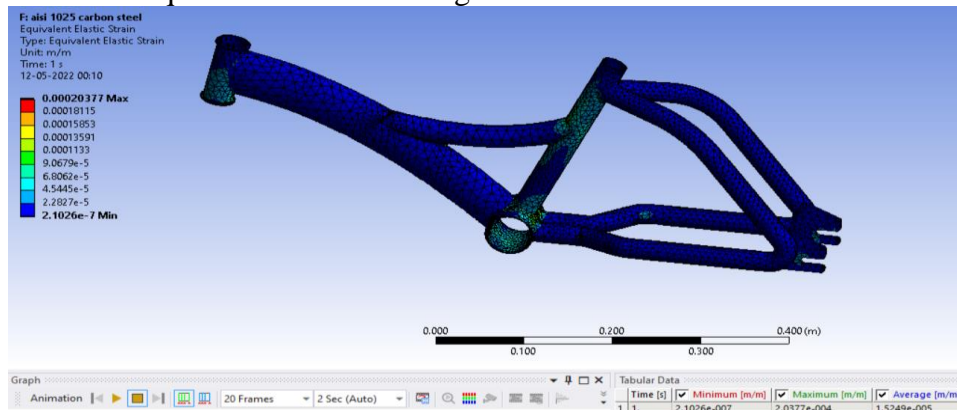 F: aisi 1025 carbon steel
Equivalent Elastic Strain
Type: Equivalent Elastic Strain
Unit: m/m
Time: 1 s
12-05-2022 00:10
0.00020377 Max
0.00018115
0.00015853
0.00013591
0.0001133
9.0679e-5
6.8062e-5
4.5445e-5
2.2827e-5
2.1026e-7 Min
0.000 0.200 0.400 (m)
0.100 0.300
Graph
Animation 20 Frames 2 Sec (Auto)
Tabular Data
Time [s] Minimum [m/m] Maximum [m/m] Average [m/m
1 1. 2.1026e-007 2.0377e-004 1.5249e-005